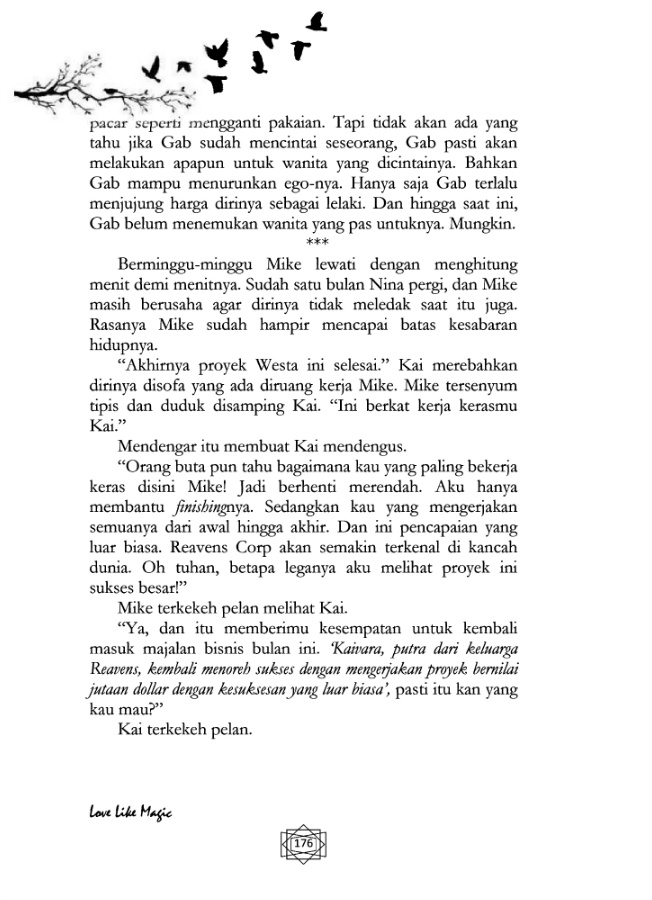 pacar seperti mengganti pakaian. Tapi tidak akan ada yang
tahu jika Gab sudah mencintai seseorang, Gab pasti akan
melakukan apapun untuk wanita yang dicintainya. Bahkan
Gab mampu menurunkan ego-nya. Hanya saja Gab terlalu
menjujung harga dirinya sebagai lelaki. Dan hingga saat ini,
Gab belum menemukan wanita yang pas untuknya. Mungkin.
***
Berminggu-minggu Mike lewati dengan menghitung
menit demi menitnya. Sudah satu bulan Nina pergi, dan Mike
masih berusaha agar dirinya tidak meledak saat itu juga.
Rasanya Mike sudah hampir mencapai batas kesabaran
hidupnya.
“Akhirnya proyek Westa ini selesai.” Kai merebahkan
dirinya disofa yang ada diruang kerja Mike. Mike tersenyum
tipis dan duduk disamping Kai. “Ini berkat kerja kerasmu
Kai.”
Mendengar itu membuat Kai mendengus.
“Orang buta pun tahu bagaimana kau yang paling bekerja
keras disini Mike! Jadi berhenti merendah. Aku hanya
membantu finishingnya. Sedangkan kau yang mengerjakan
semuanya dari awal hingga akhir. Dan ini pencapaian yang
luar biasa. Reavens Corp akan semakin terkenal di kancah
dunia. Oh tuhan, betapa leganya aku melihat proyek ini
sukses besar!”
Mike terkekeh pelan melihat Kai.
“Ya, dan itu memberimu kesempatan untuk kembali
masuk majalan bisnis bulan ini. ‘Kaivara, putra dari keluarga
Reavens, kembali menoreh sukses dengan mengerjakan proyek bernilai
jutaan dollar dengan kesuksesan yang luar biasa’, pasti itu kan yang
kau mau?”
Kai terkekeh pelan.
Love Like Magic
176